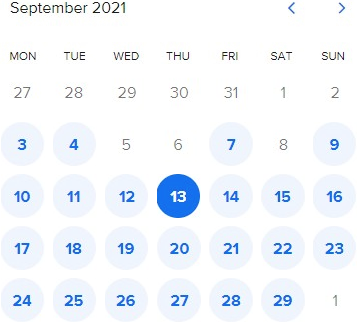 September 2021
MON TUE WED THU FRI SAT SUN
27 28 29 30 31 1 2
3 4 5 6 7 8 9
10 11 12 13 14 15 16
17 18 19 20 21 22 23
24 25 26 27 28 29 1